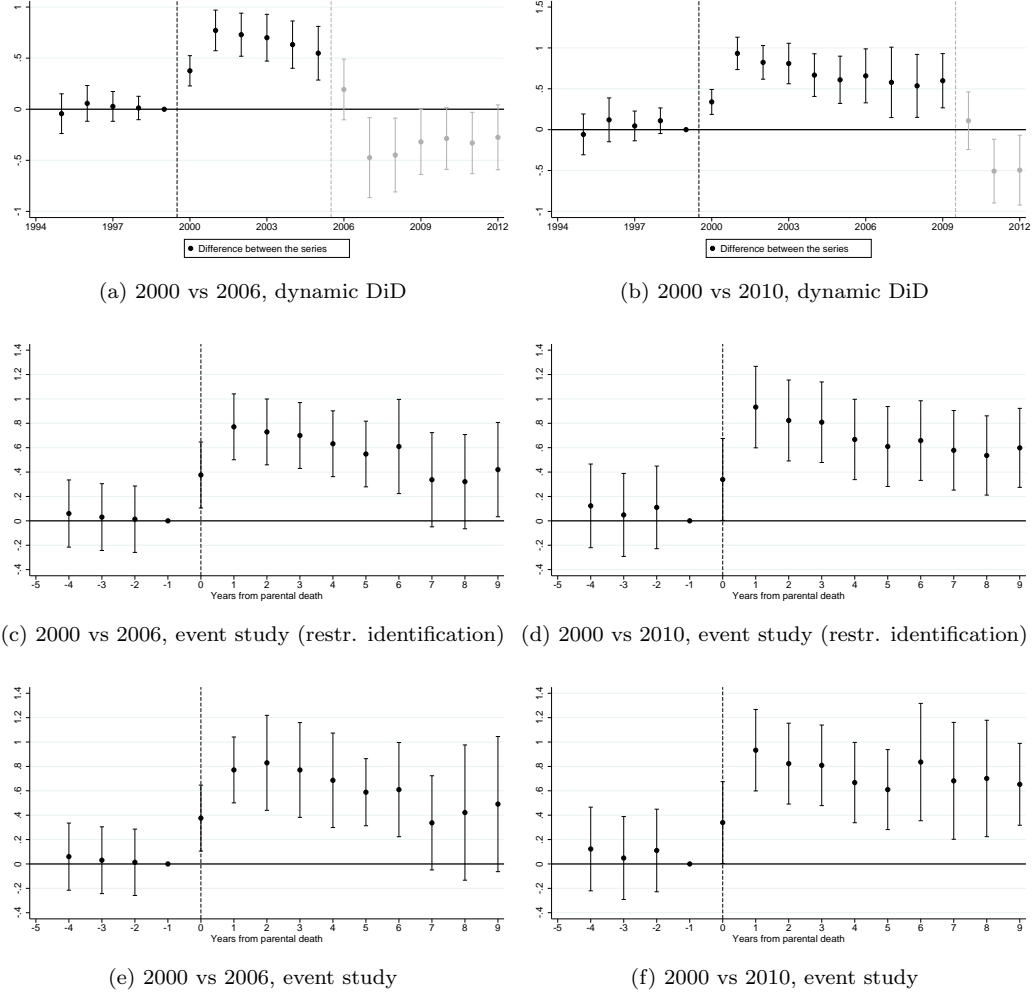 1
.5
0
-.5
-1
1994 1997 2000 2003 2006 2009 2012
Difference between the series
(a) 2000 vs 2006, dynamic DiD
1.5
1
.5
0
-.5
-1
1994 1997 2000 2003 2006 2009 2012
Difference between the series
(b) 2000 vs 2010, dynamic DiD
1.4
1.2
1
.8
.6
.4
.2
0
-.2
-.4
-5 -4 -3 -2 -1 0 1 2 3 4 5 6 7 8 9
Years from parental death
(c) 2000 vs 2006, event study (restr. identification)
1.4
1.2
1
.8
.6
.4
.2
0
-.2
-.4
-5 -4 -3 -2 -1 0 1 2 3 4 5 6 7 8 9
Years from parental death
(d) 2000 vs 2010, event study (restr. identification)
1.4
1.2
1
.8
.6
.4
.2
0
-.2
-.4
-5 -4 -3 -2 -1 0 1 2 3 4 5 6 7 8 9
Years from parental death
(e) 2000 vs 2006, event study
1.4
1.2
1
.8
.6
.4
.2
0
-.2
-.4
-5 -4 -3 -2 -1 0 1 2 3 4 5 6 7 8 9
Years from parental death
(f) 2000 vs 2010, event study